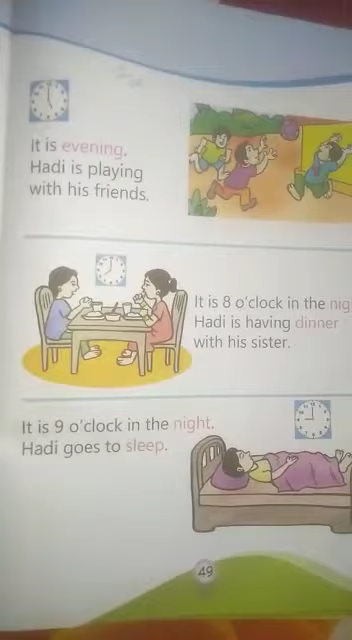 It is evening.
Hadi is playing
with his friends.
It is 8 o'clock in the
Hadi is having dinner
with his sister.
It is 9 o'clock in the night.
Hadi goes to sleep.
49